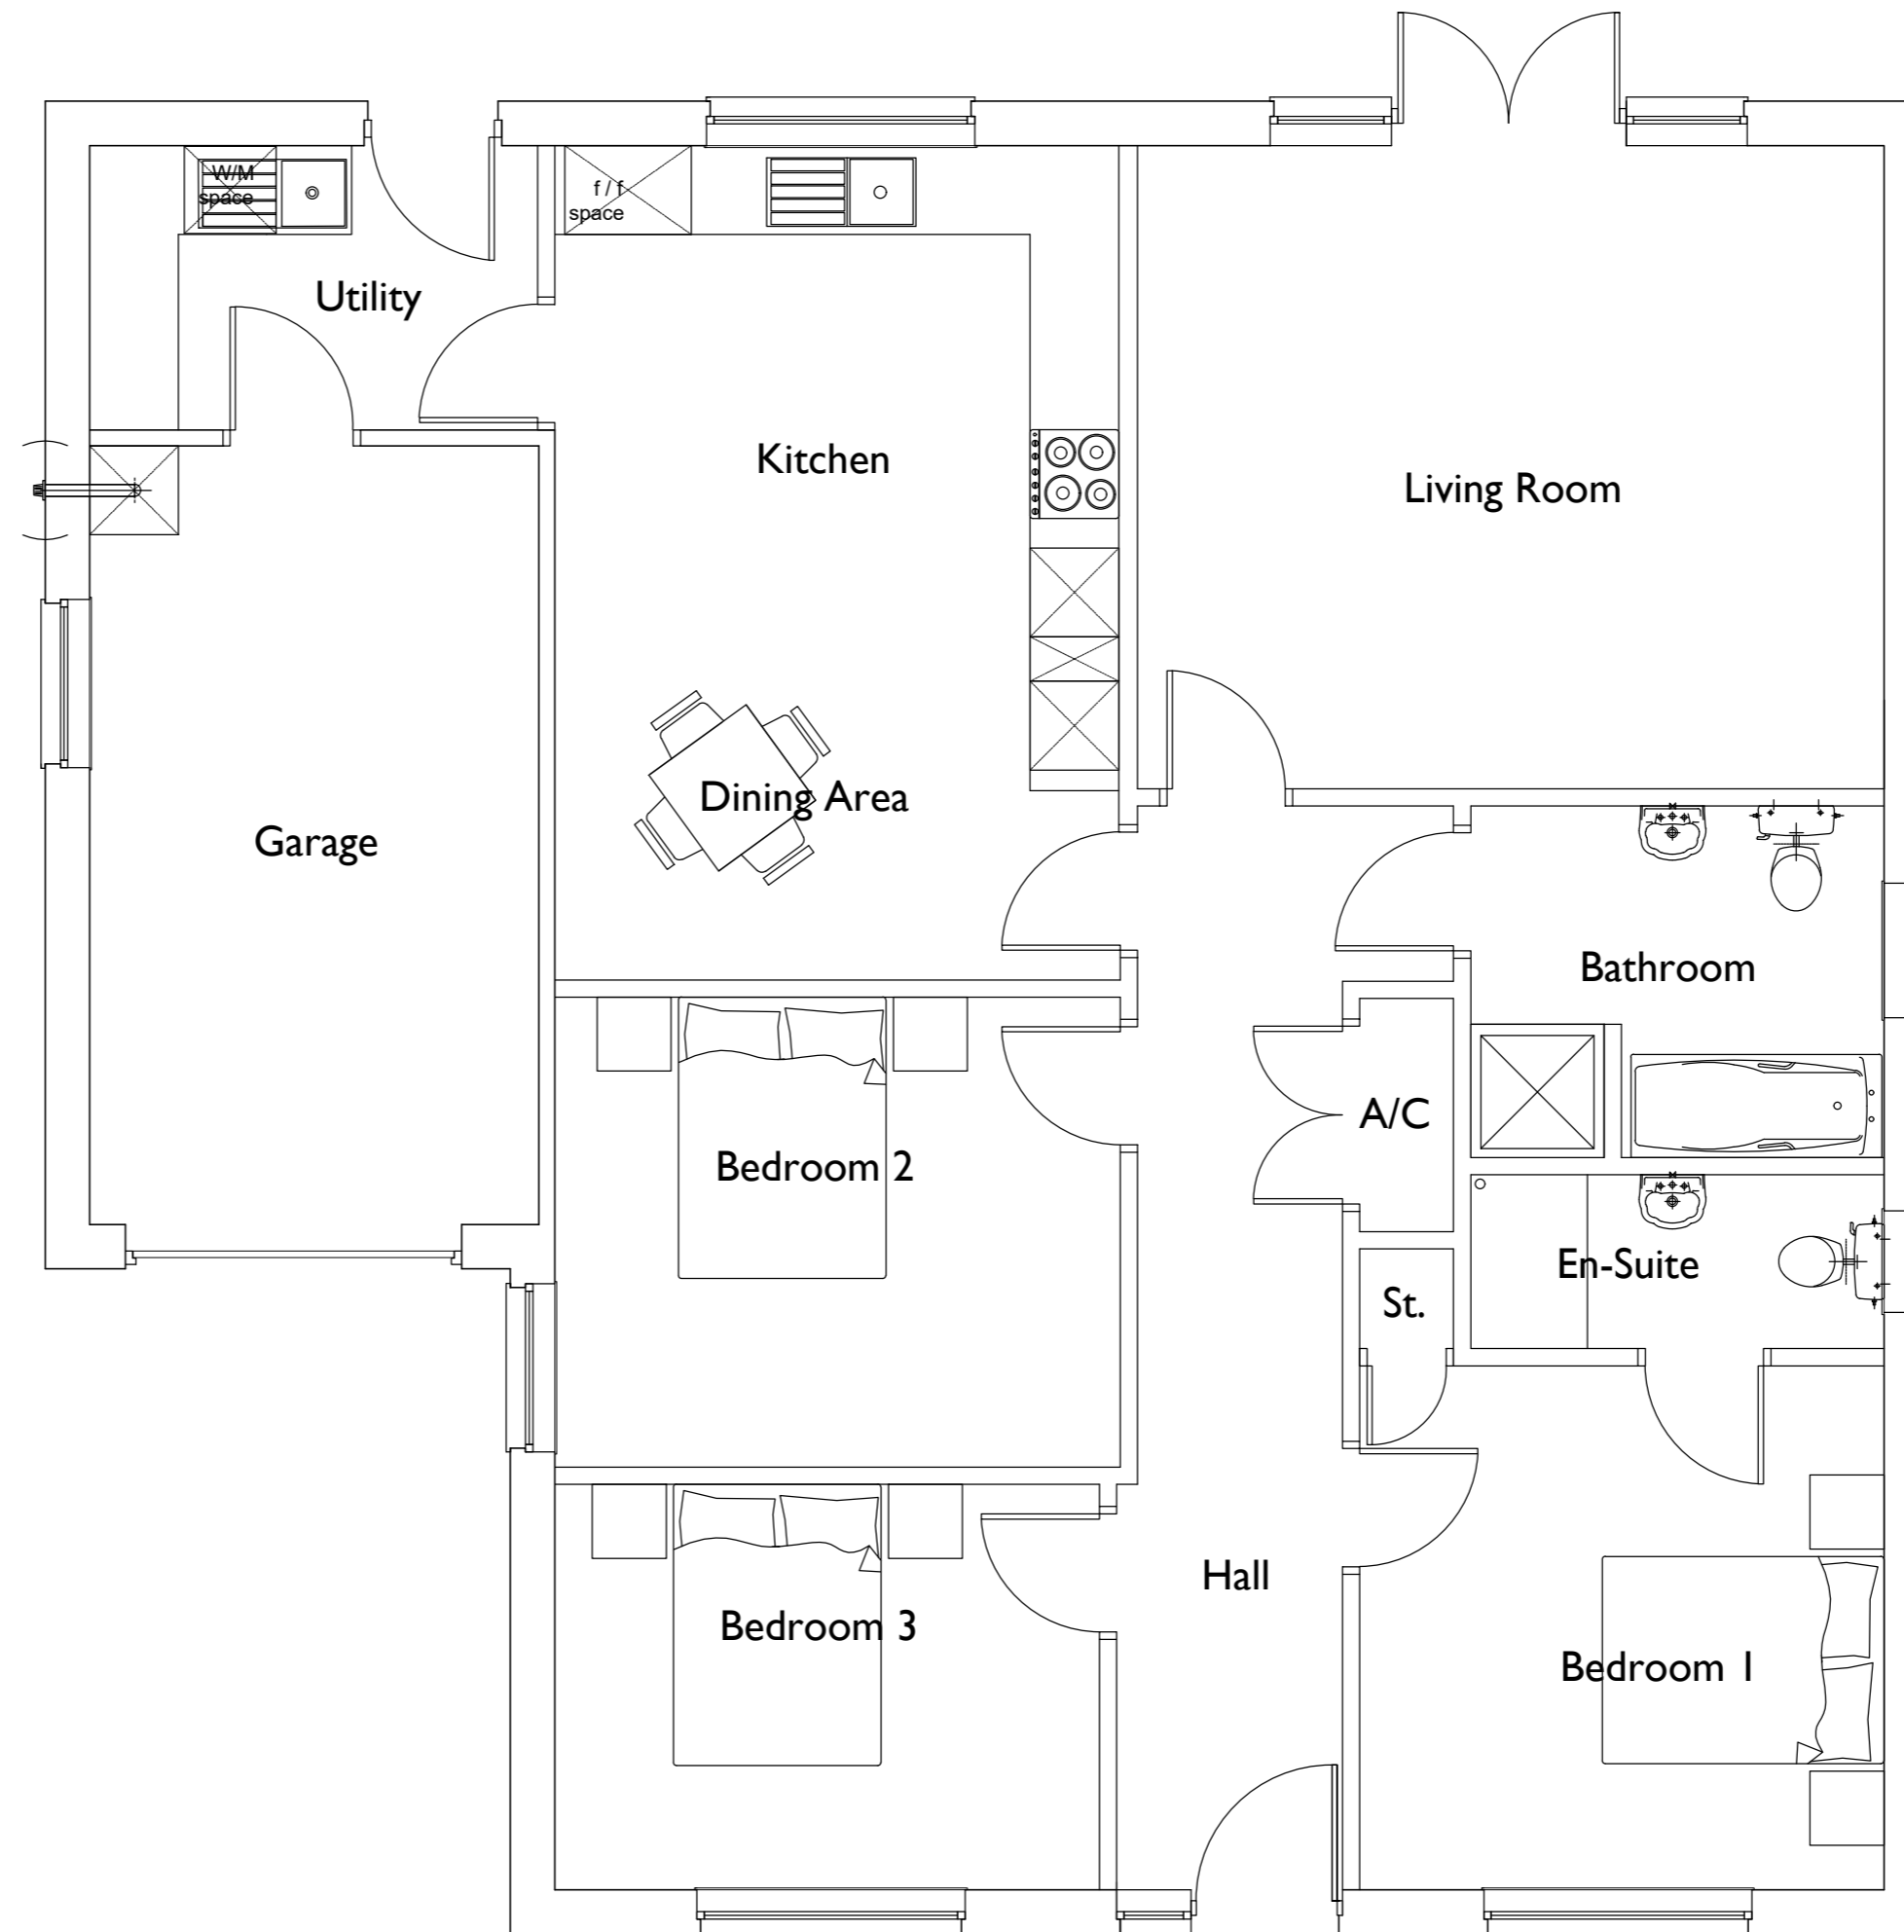 W/M
space
f / f
space
Utility
Kitchen
Living Room
Dining Area
Garage
Bathroom
A/C
Bedroom 2
En-Suite
St.
Hall
Bedroom 3
Bedroom 1